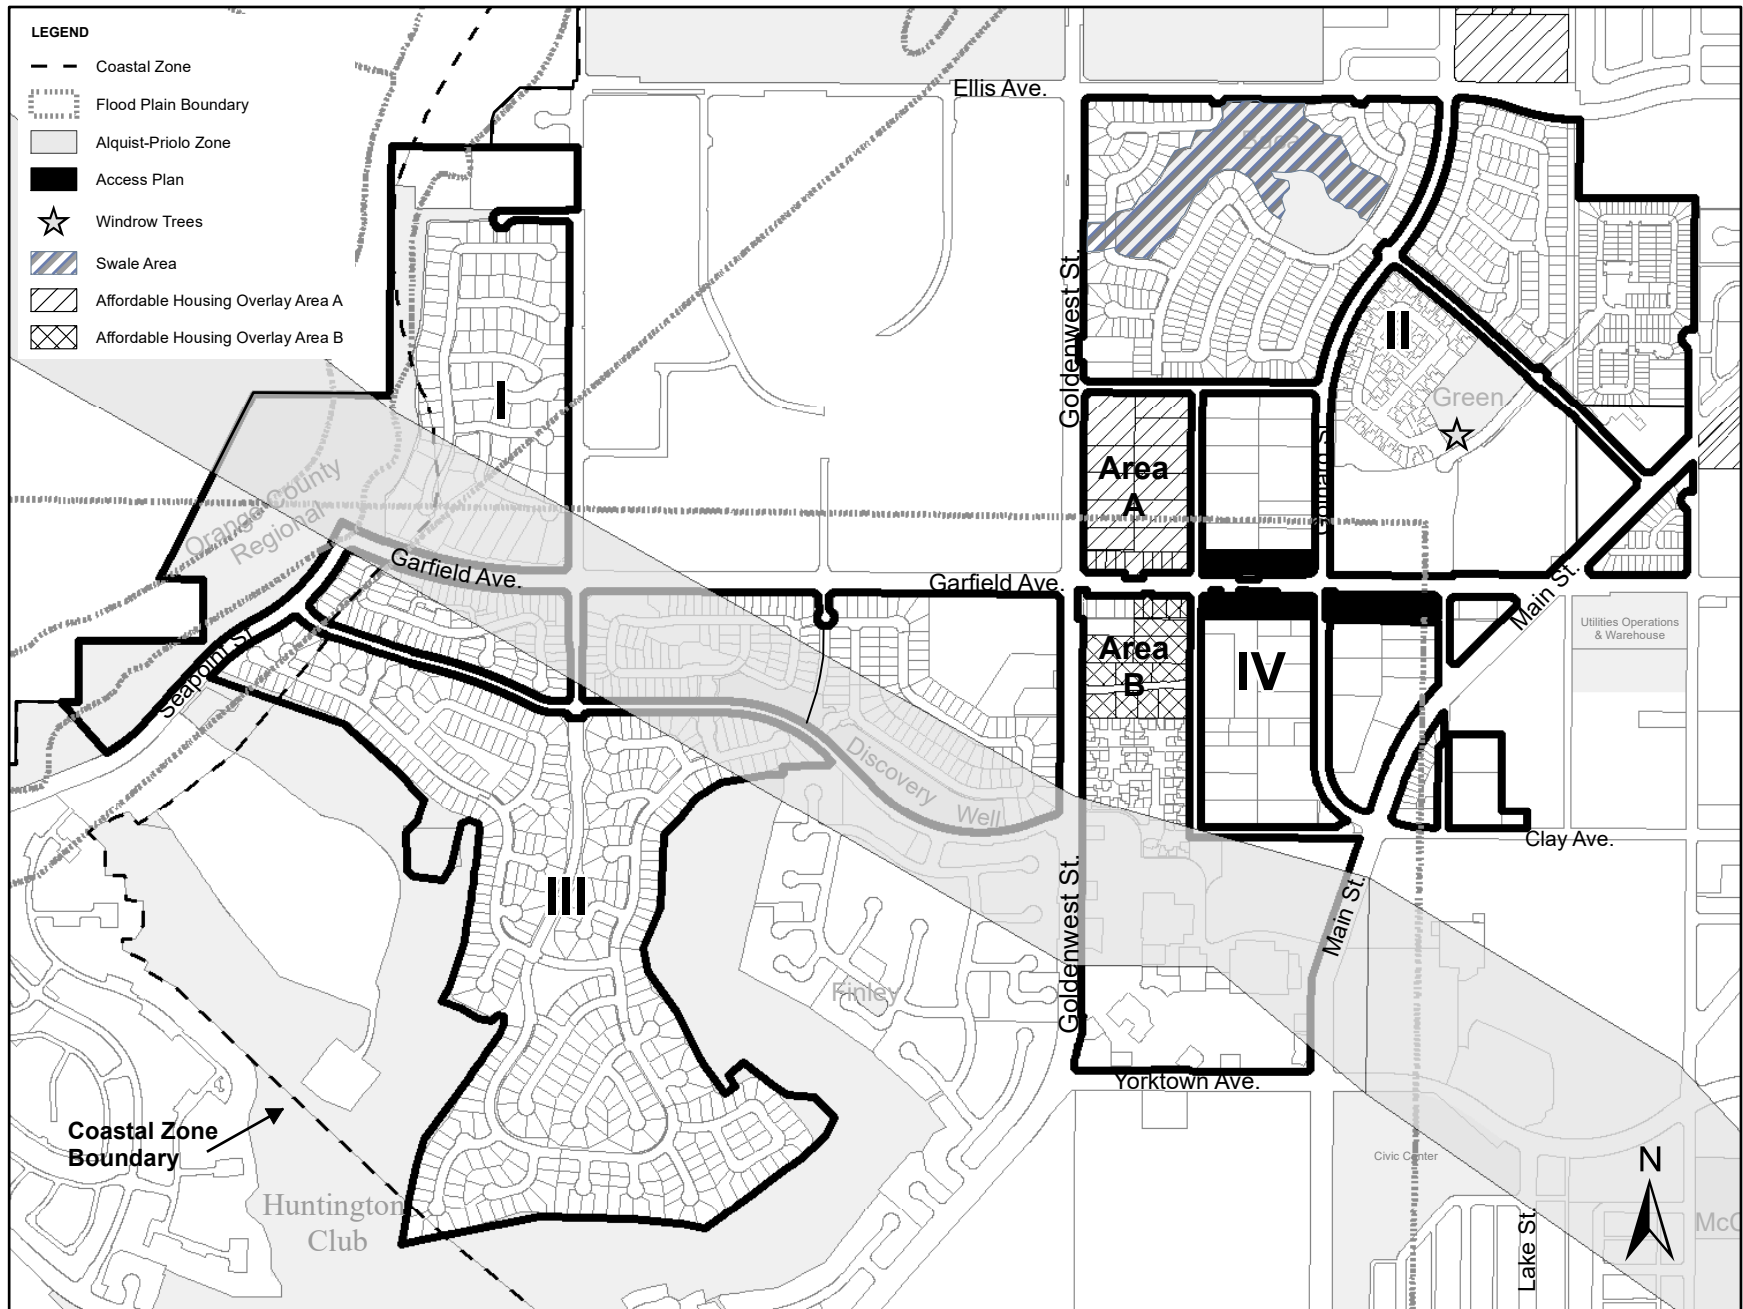 LEGEND
Coastal Zone
Flood Plain Boundary
Alquist-Priolo Zone
Access Plan
Windrow Trees
Swale Area
Affordable Housing Overlay Area A
Affordable Housing Overlay Area B
Ellis Ave.
Goldenwest St.
I
II
Green
Area
A
Gothard St.
Orange County
Regional
Garfield Ave.
Garfield Ave.
Main St.
Utilities Operations
& Warehouse
Seapoint St.
Area
B
IV
Discovery
Well
Clay Ave.
III
Goldenwest St.
Main St.
Finley
Yorktown Ave.
Coastal Zone
Boundary
Civic Center
N
Huntington
Club
Lake St.